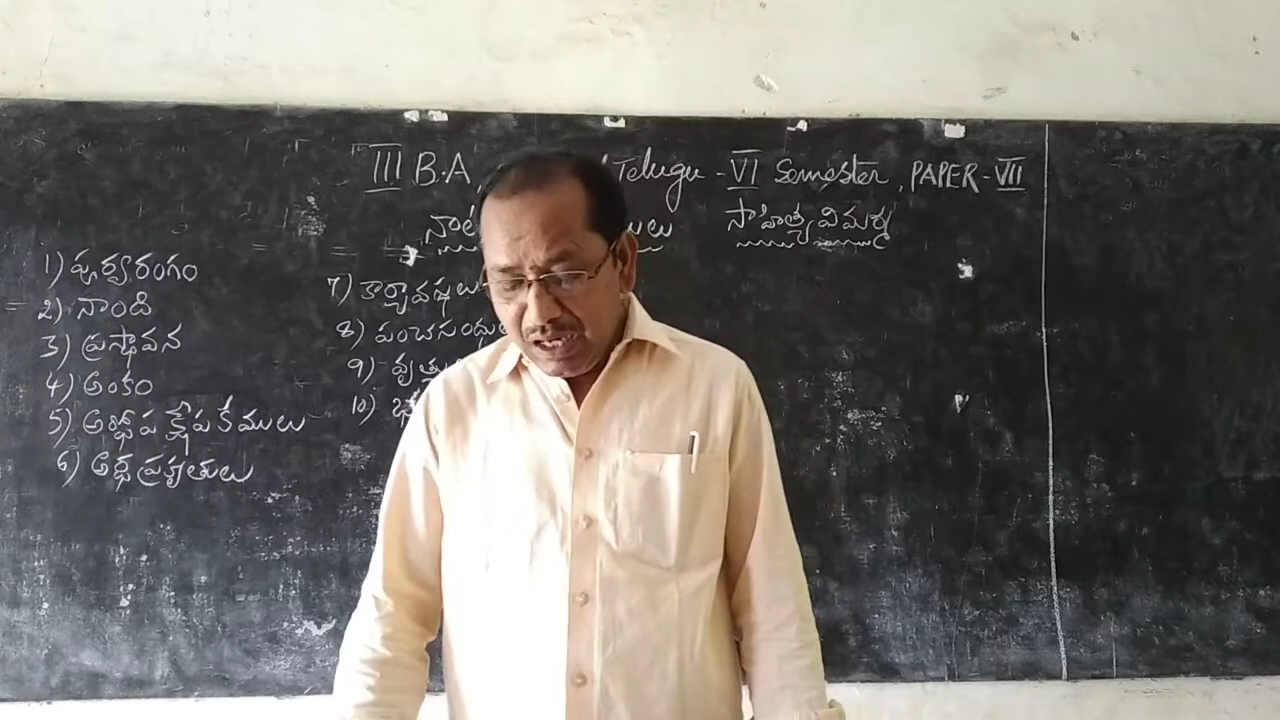 III B.A, Telugu - VI Semester, PAPER - VII
సాహిత్య విమర్శ
1) పూర్వరంగం
2) నాంది
3) ప్రస్తావన
4) అంకం
5) అర్థోపక్షేపకేములు
6) అర్థప్రకృతులు
7) కార్యావస్థలు
8) పంచసంధుల
9) వృత్తు
10)